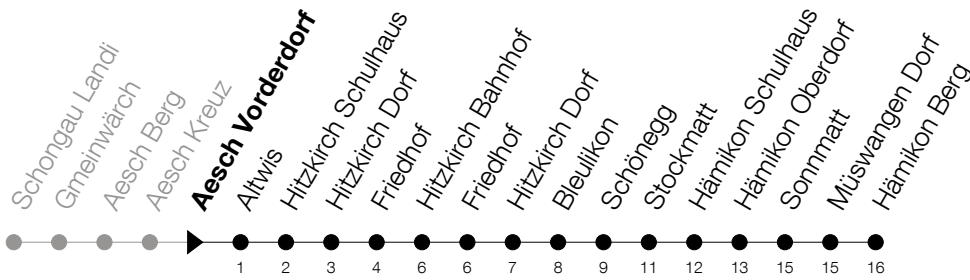 Schongau Landi
Gmeinwärch
Aesch Berg
Aesch Kreuz
Aesch Vorderdorf
Altwis
Hitzkirch Schulhaus
Hitzkirch Dorf
Friedhof
Hitzkirch Bahnhof
Friedhof
Hitzkirch Dorf
Bleulikon
Schönegg
Stockmatt
Hämikon Schulhaus
Hämikon Oberdorf
Sonnmatt
Müswangen Dorf
Hämikon Berg
1 2 3 4 6 6 7 8 9 11 12 13 15 15 16